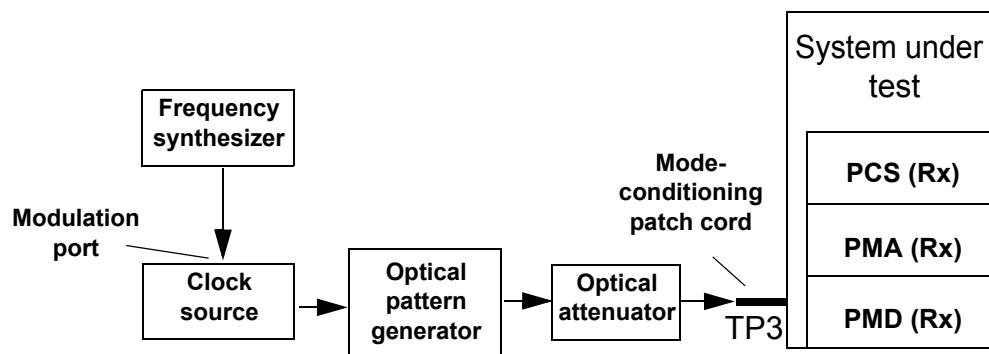 Frequency
synthesizer
Modulation
port
Clock
source
Optical
pattern
generator
Optical
attenuator
Mode-
conditioning
patch cord
TP3
System under
test
PCS (Rx)
PMA (Rx)
PMD (Rx)